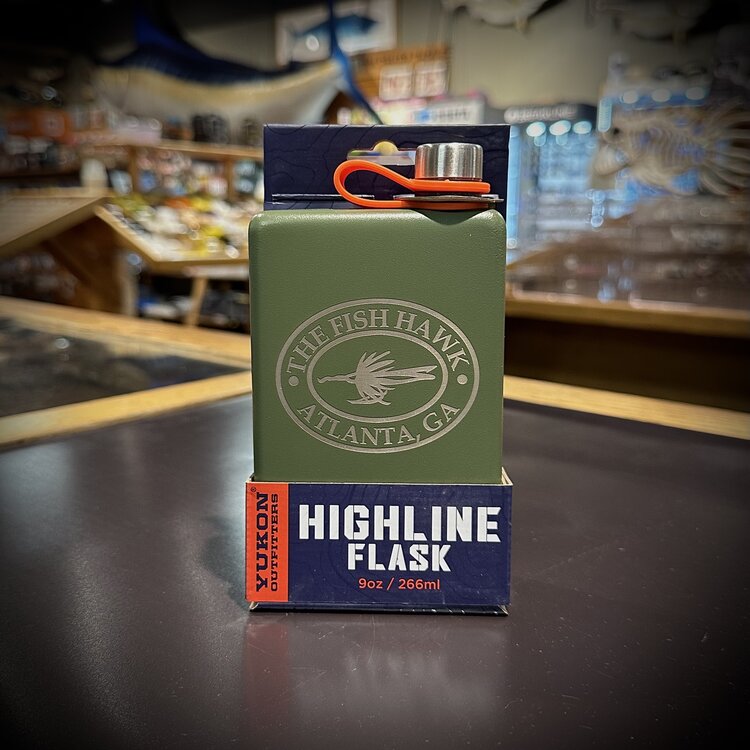 THE FISH HAWK
ATLANTA, GA
YUKON®
OUTFITTERS
HIGHLINE
FLASK
9oz / 266ml